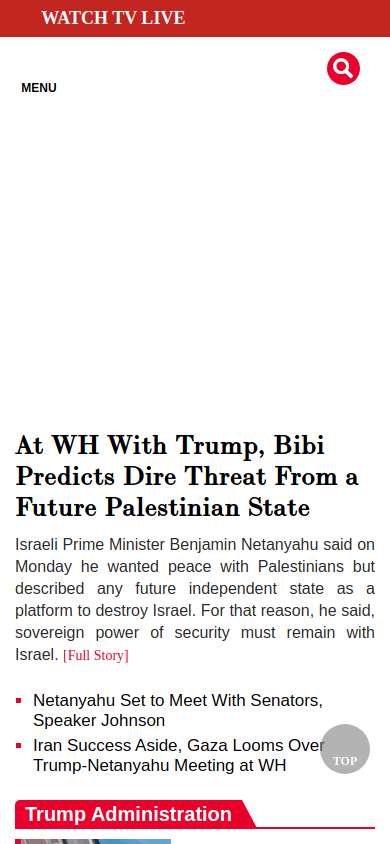 WATCH TV LIVE
MENU
At WH With Trump, Bibi
Predicts Dire Threat From a
Future Palestinian State
Israeli Prime Minister Benjamin Netanyahu said on
Monday he wanted peace with Palestinians but
described any future independent state as a
platform to destroy Israel. For that reason, he said,
sovereign power of security must remain with
Israel. [Full Story]
Netanyahu Set to Meet With Senators,
Speaker Johnson
Iran Success Aside, Gaza Looms Over
Trump-Netanyahu Meeting at WH
TOP
Trump Administration